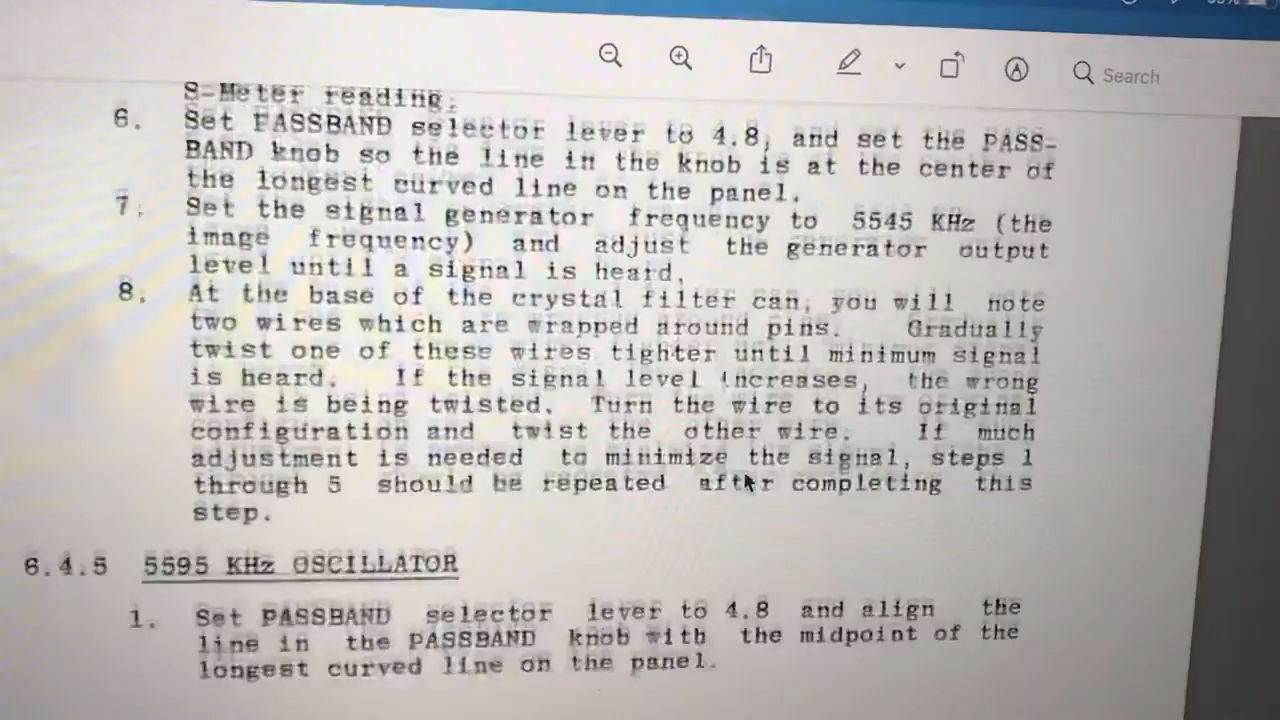 Search
S-Meter reading.
6. Set PASSBAND selector lever to 4.8, and set the PASS-
BAND knob so the line in the knob is at the center of
the longest curved line on the panel.
7. Set the signal generator frequency to 5545 KHz (the
image frequency) and adjust the generator output
level until a signal is heard.
8. At the base of the crystal filter can, you will note
two wires which are wrapped around pins. Gradually
twist one of these wires tighter until minimum signal
is heard. If the signal level increases, the wrong
wire is being twisted. Turn the wire to its original
configuration and twist the other wire. If much
adjustment is needed to minimize the signal, steps 1
through 5 should be repeated after completing this
step.
6.4.5 5595 KHz OSCILLATOR
1. Set PASSBAND selector lever to 4.8 and align the
line in the PASSBAND knob with the midpoint of the
longest curved line on the panel.